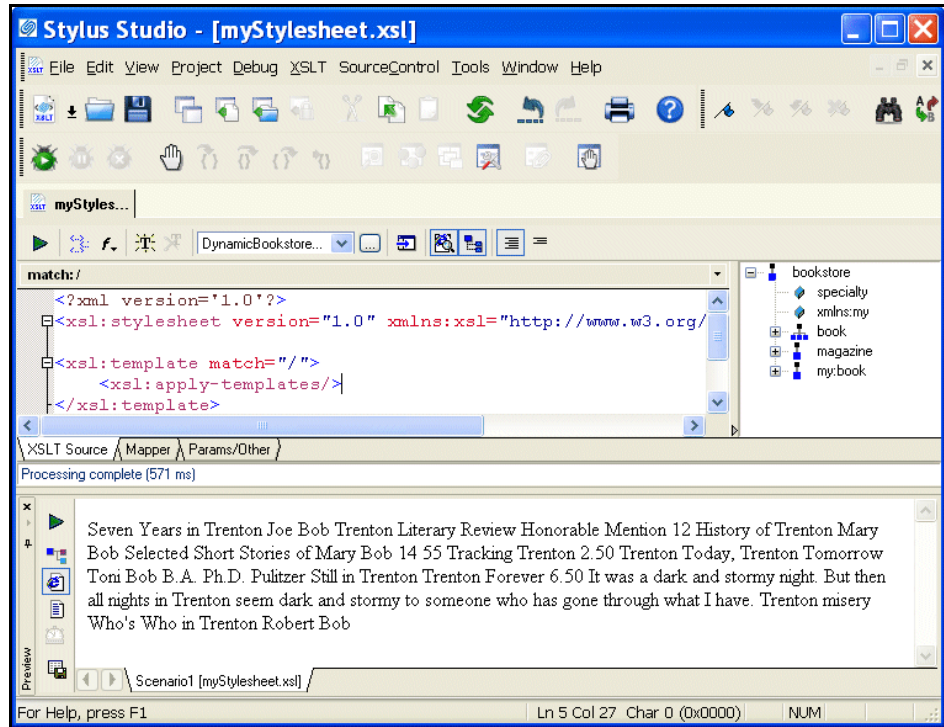 Stylus Studio - [myStylesheet.xsl]
File Edit View Project Debug XSLT SourceControl Tools Window Help
XSLT
myStyles...
DynamicBookstore...
match:/
<?xml version='1.0'?>
<xsl:stylesheet version="1.0" xmlns:xsl="http://www.w3.org/
<xsl:template match="/">
<xsl:apply-templates/>
</xsl:template>
bookstore
specialty
xmlns:my
book
magazine
my:book
XSLT Source Mapper Params/Other
Processing complete (571 ms)
Seven Years in Trenton Joe Bob Trenton Literary Review Honorable Mention 12 History of Trenton Mary
Bob Selected Short Stories of Mary Bob 14 55 Tracking Trenton 2.50 Trenton Today, Trenton Tomorrow
Toni Bob B.A. Ph.D. Pulitzer Still in Trenton Trenton Forever 6.50 It was a dark and stormy night. But then
all nights in Trenton seem dark and stormy to someone who has gone through what I have. Trenton misery
Who's Who in Trenton Robert Bob
Preview
Scenario1 [myStylesheet.xsl]
For Help, press F1
Ln 5 Col 27 Char 0 (0x0000)
NUM